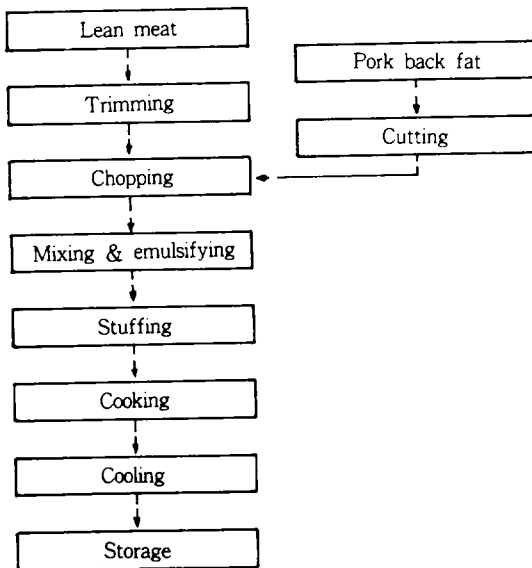 Lean meat
Pork back fat
Trimming
Cutting
Chopping
Mixing & emulsifying
Stuffing
Cooking
Cooling
Storage